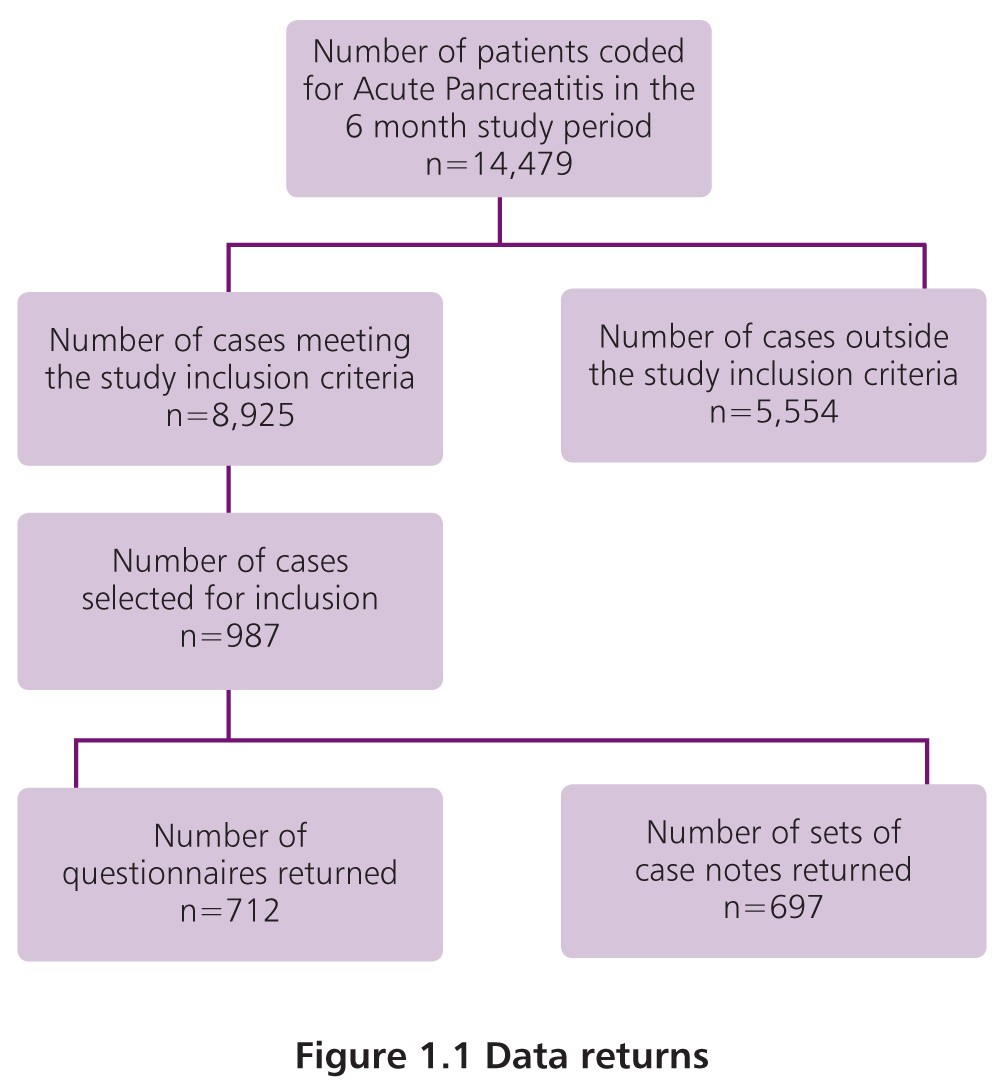 Number of patients coded
for Acute Pancreatitis in the
6 month study period
n=14,479
Number of cases meeting
the study inclusion criteria
n=8,925
Number of cases outside
the study inclusion criteria
n=5,554
Number of cases
selected for inclusion
n=987
Number of
questionnaires returned
n=712
Number of sets of
case notes returned
n=697
Figure 1.1 Data returns